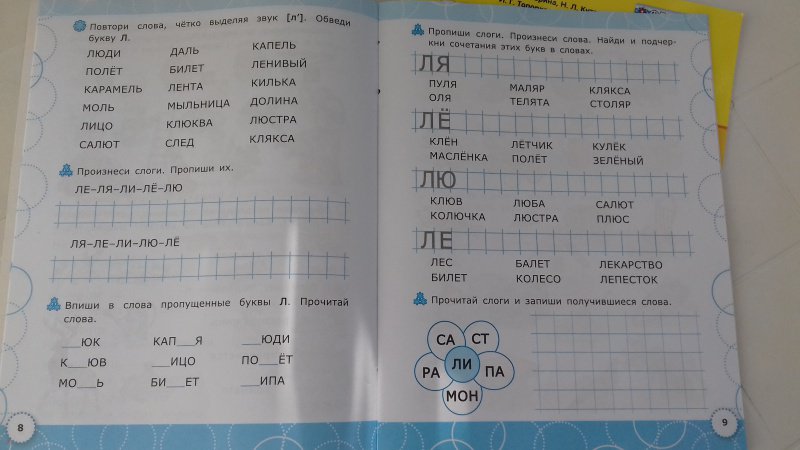 Повтори слова, чётко выделяя звук [л']. Обведи
букву Л.
ЛЮДИ ДАЛЬ КАПЕЛЬ
ПОЛЁТ БИЛЕТ ЛЕНИВЫЙ
КАРАМЕЛЬ ЛЕНТА КИЛЬКА
МОЛЬ МЫЛЬНИЦА ДОЛИНА
ЛИЦО КЛЮКВА ЛЮСТРА
САЛЮТ СЛЕД КЛЯКСА
Произнеси слоги. Пропиши их.
ЛЕ–ЛЯ–ЛИ–ЛЁ–ЛЮ
ЛЯ–ЛЕ–ЛИ–ЛЮ–ЛЁ
Впиши в слова пропущенные буквы Л. Прочитай
слова.
___ЮК КАП___Я ___ЮДИ
К___ЮВ ___ИЦО ПО___ЁТ
МО___Ь БИ___ЕТ ___ИПА
8
Пропиши слоги. Произнеси слова. Найди и подчер-
кни сочетания этих букв в словах.
ЛЯ
ПУЛЯ МАЛЯР КЛЯКСА
ОЛЯ ТЕЛЯТА СТОЛЯР
ЛЁ
КЛЁН ЛЁТЧИК КУЛЁК
МАСЛЁНКА ПОЛЁТ ЗЕЛЁНЫЙ
ЛЮ
КЛЮВ ЛЮБА САЛЮТ
КОЛЮЧКА ЛЮСТРА ПЛЮС
ЛЕ
ЛЕС БАЛЕТ ЛЕКАРСТВО
БИЛЕТ КОЛЕСО ЛЕПЕСТОК
Прочитай слоги и запиши получившиеся слова.
СА СТ
РА ЛИ ПА
МОН
9